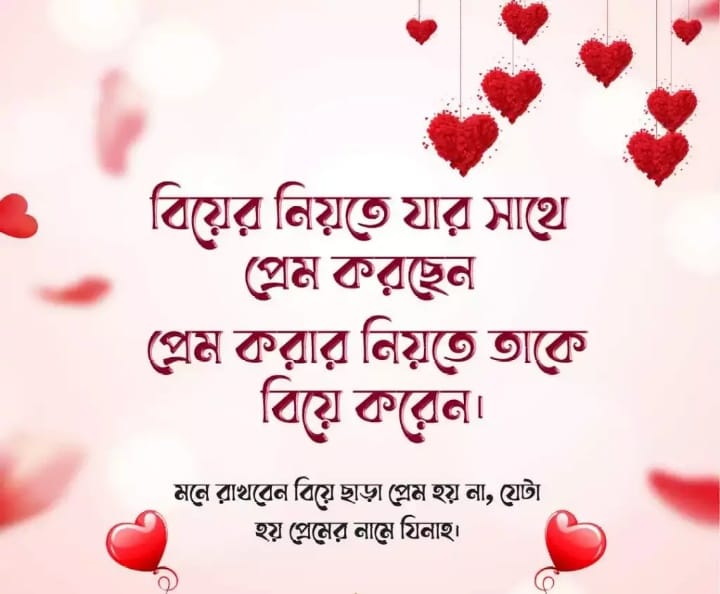 বিয়ের নিয়তে যার সাথে
প্রেম করছেন
প্রেম করার নিয়তে তাকে
বিয়ে করেন।
মনে রাখবেন বিয়ে ছাড়া প্রেম হয় না, যেটা
হয় প্রেমের নামে যিনাহ।